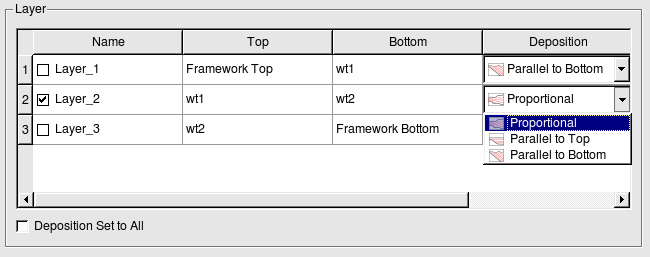 Layer
Name Top Bottom Deposition
1 Layer_1 Framework Top wt1 Parallel to Bottom
2 Layer_2 wt1 wt2 Proportional
3 Layer_3 wt2 Framework Bottom
Proportional
Parallel to Top
Parallel to Bottom
Deposition Set to All